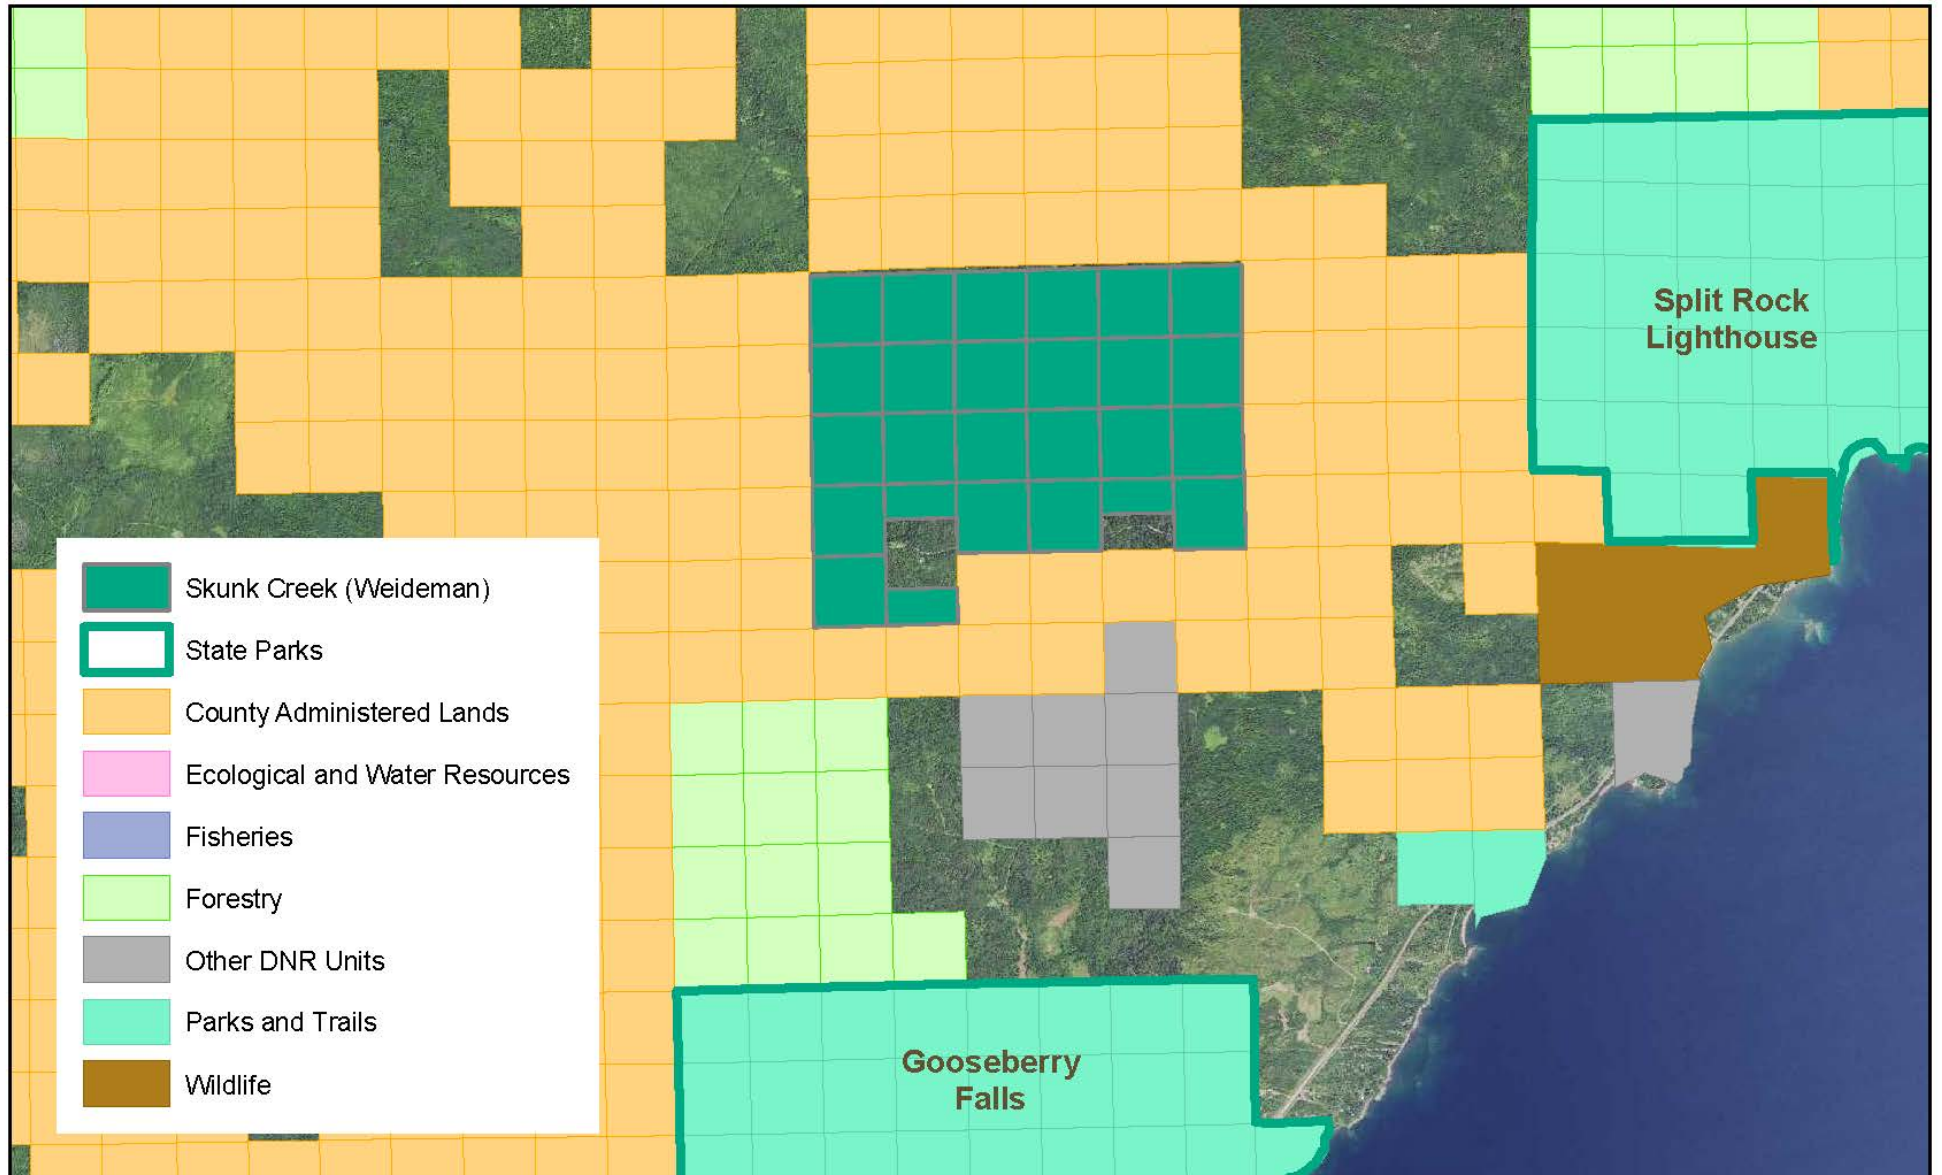 Split Rock
Lighthouse
Skunk Creek (Weideman)
State Parks
County Administered Lands
Ecological and Water Resources
Fisheries
Forestry
Other DNR Units
Parks and Trails
Wildlife
Gooseberry
Falls